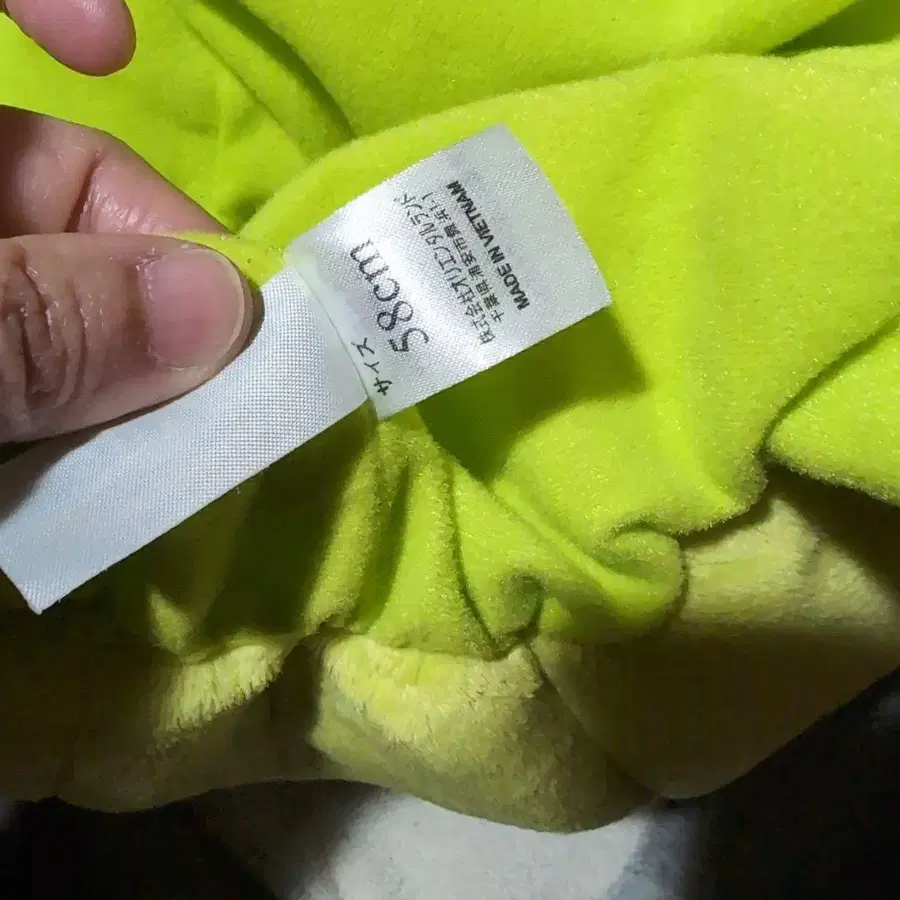 サイズ
58cm
株式会社オリエンタルランド
千葉県浦安市舞浜1-1
MADE IN VIETNAM